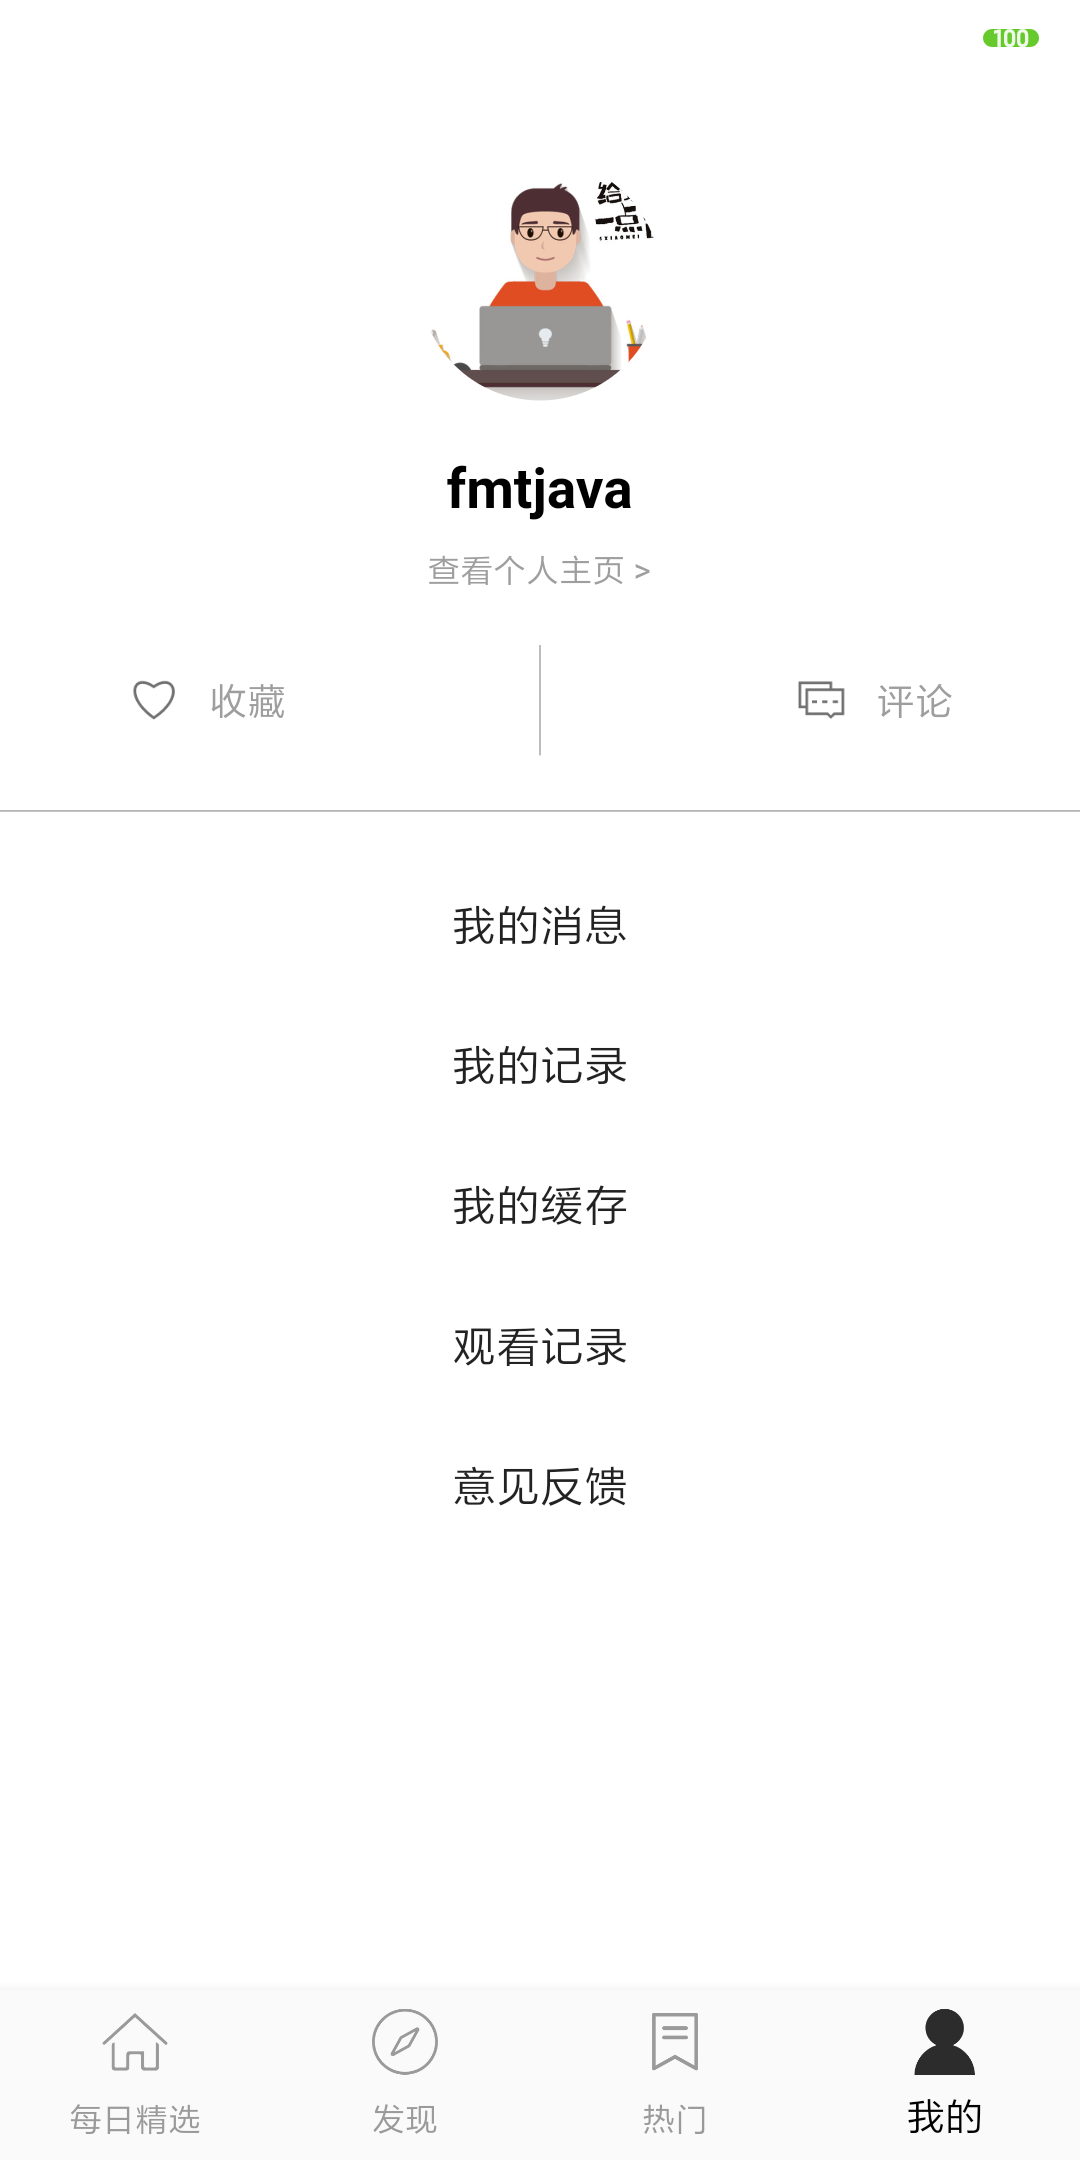 100
给
一点
SXIAOMEI
fmtjava
查看个人主页 >
收藏 评论
我的消息
我的记录
我的缓存
观看记录
意见反馈
每日精选 发现 热门 我的